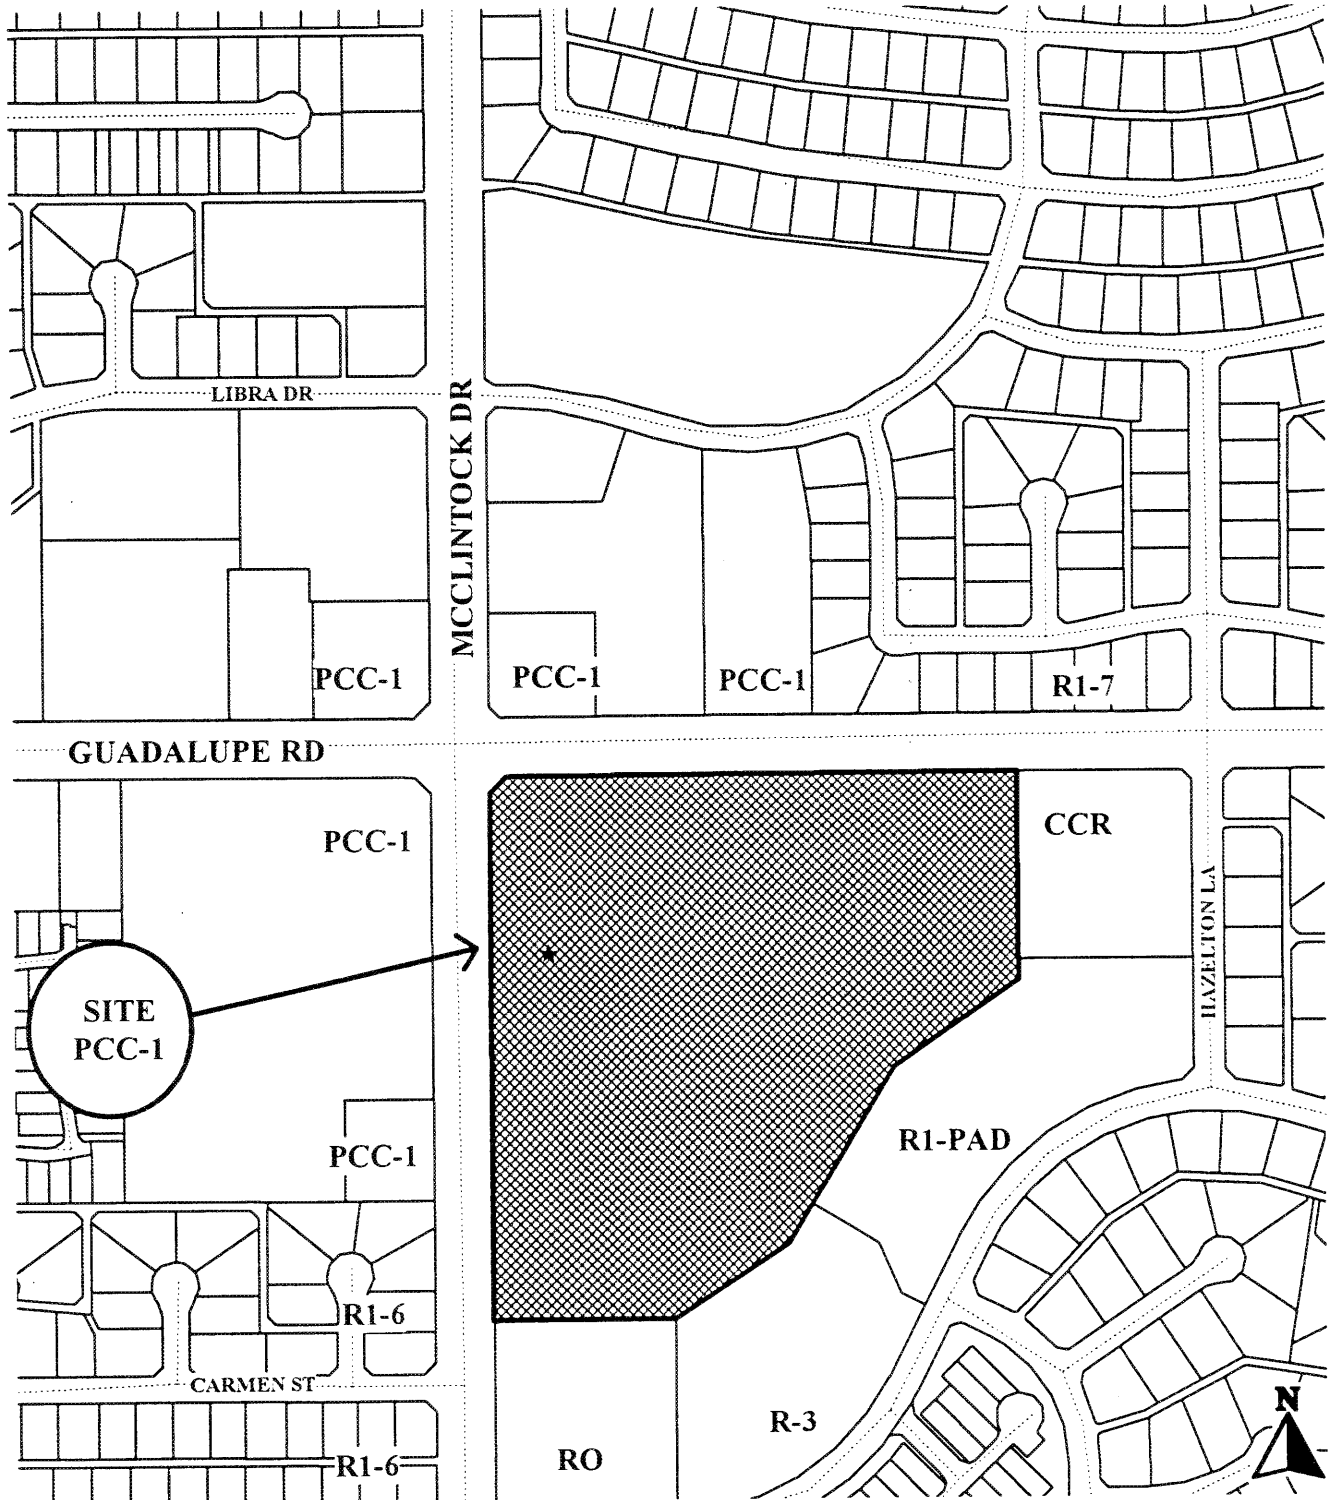 LIBRA DR
MCCLINTOCK DR
PCC-1
PCC-1
PCC-1
R1-7
GUADALUPE RD
PCC-1
CCR
HAZELTON LA
SITE
PCC-1
R1-PAD
PCC-1
R1-6
CARMEN ST
N
R-3
RO
R1-6